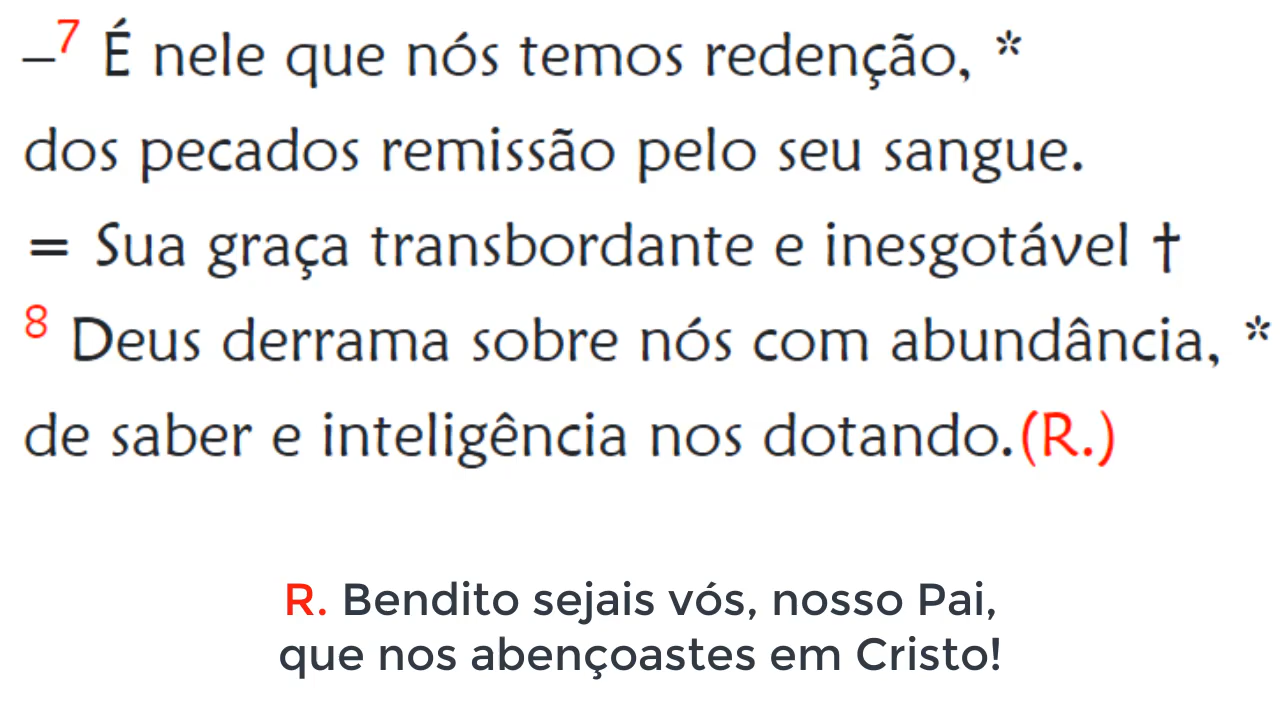 –7 É nele que nós temos redenção, *
dos pecados remissão pelo seu sangue.
= Sua graça transbordante e inesgotável †
8 Deus derrama sobre nós com abundância, *
de saber e inteligência nos dotando.(R.)
R. Bendito sejais vós, nosso Pai,
que nos abençoastes em Cristo!